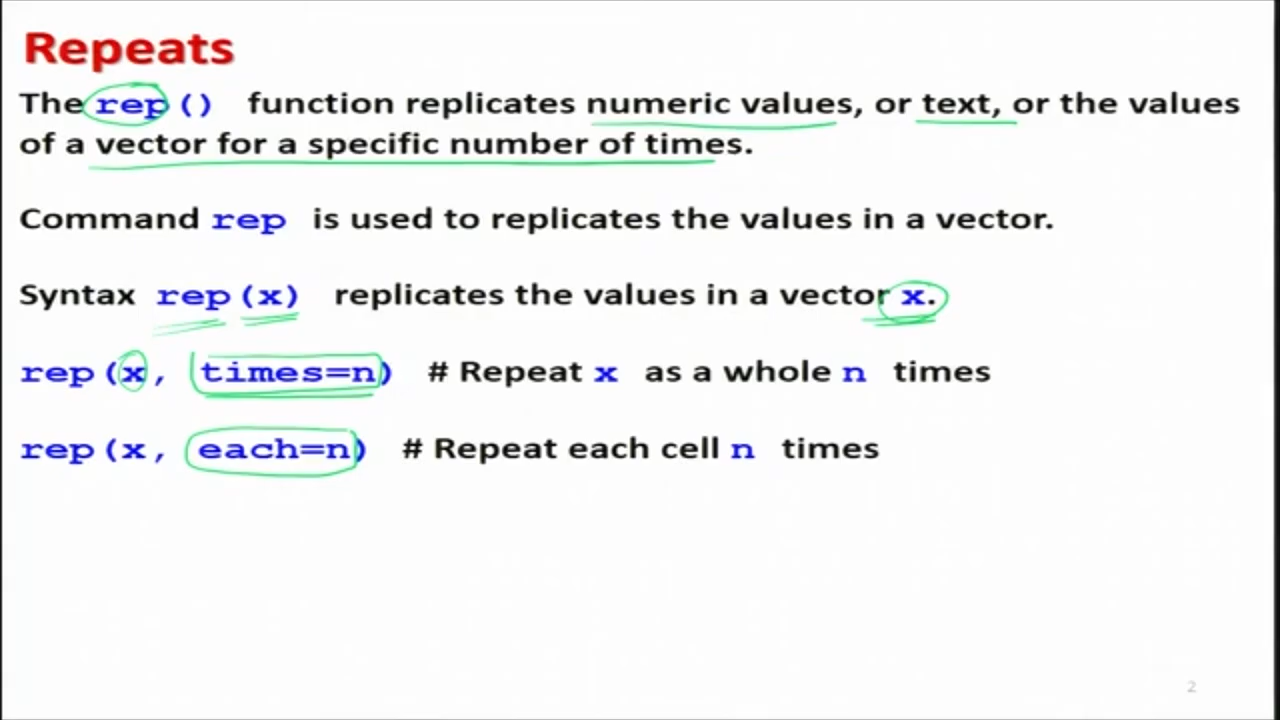 Repeats
The rep() function replicates numeric values, or text, or the values
of a vector for a specific number of times.
Command rep is used to replicates the values in a vector.
Syntax rep(x) replicates the values in a vector x.
rep(x, times=n) # Repeat x as a whole n times
rep(x, each=n) # Repeat each cell n times
2